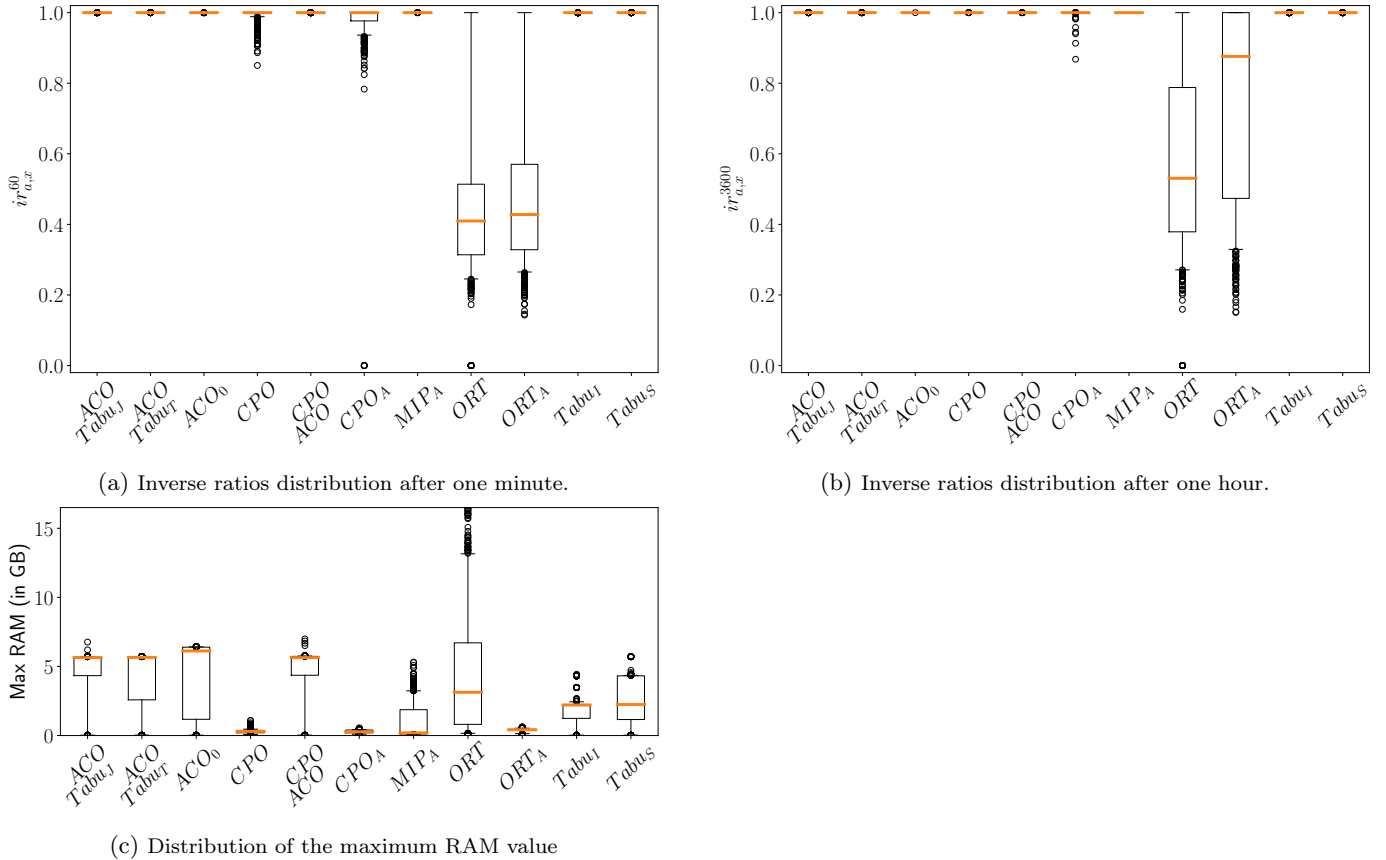 1.0
0.8
0.6
0.4
0.2
0.0
ir^{60}_{a,x}
ACO Tabu_J
ACO Tabu_T
ACO_0
CPO
CPO ACO
CPO_A
MIP_A
ORT
ORT_A
Tabu_I
Tabu_S
(a) Inverse ratios distribution after one minute.
1.0
0.8
0.6
0.4
0.2
0.0
ir^{3600}_{a,x}
ACO Tabu_J
ACO Tabu_T
ACO_0
CPO
CPO ACO
CPO_A
MIP_A
ORT
ORT_A
Tabu_I
Tabu_S
(b) Inverse ratios distribution after one hour.
15
10
5
0
Max RAM (in GB)
ACO Tabu_J
ACO Tabu_T
ACO_0
CPO
CPO ACO
CPO_A
MIP_A
ORT
ORT_A
Tabu_I
Tabu_S
(c) Distribution of the maximum RAM value